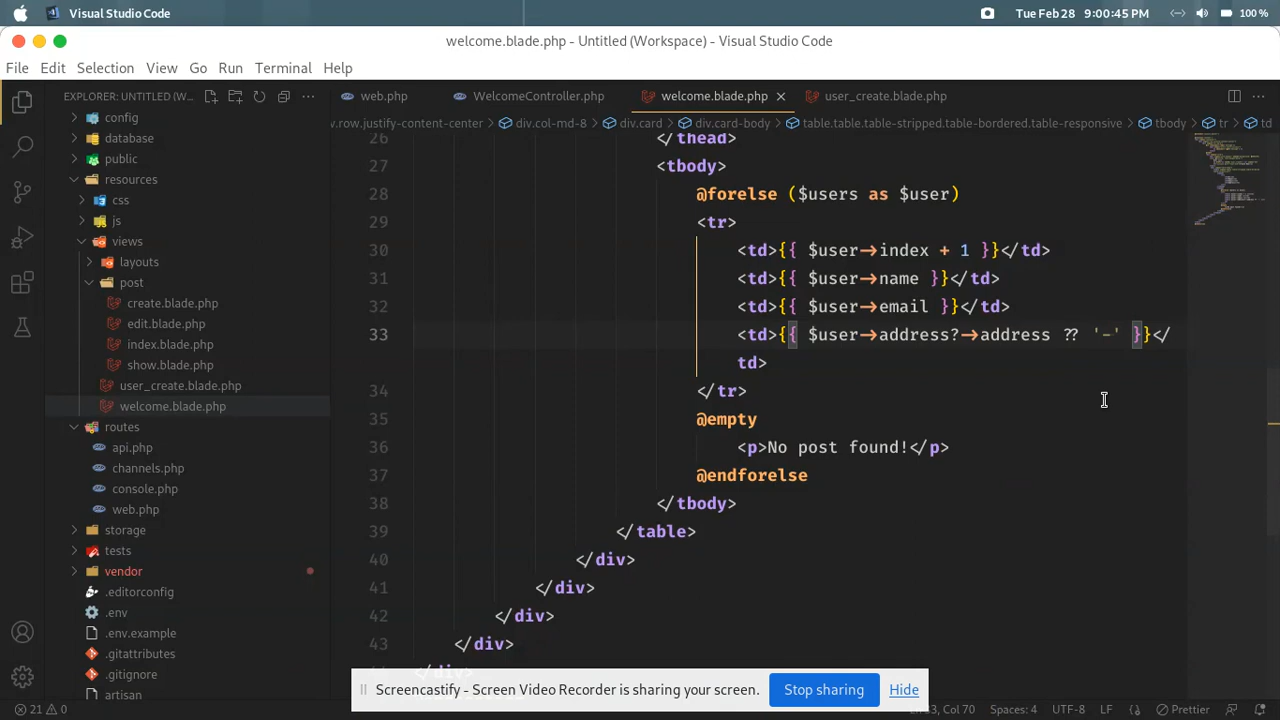 Visual Studio Code
Tue Feb 28 9:00:45 PM
100 %
welcome.blade.php - Untitled (Workspace) - Visual Studio Code
File Edit Selection View Go Run Terminal Help
EXPLORER: UNTITLED (W...
web.php WelcomeController.php welcome.blade.php user_create.blade.php
v.row.justify-content-center > div.col-md-8 > div.card > div.card-body > table.table.table-stripped.table-bordered.table-responsive > tbody > tr > td
config
database
public
resources
css
js
views
layouts
post
create.blade.php
edit.blade.php
index.blade.php
show.blade.php
user_create.blade.php
welcome.blade.php
routes
api.php
channels.php
console.php
web.php
storage
tests
vendor
.editorconfig
.env
.env.example
.gitattributes
.gitignore
artisan
26 </thead>
27 <tbody>
28 @forelse ($users as $user)
29 <tr>
30 <td>{{ $user->index + 1 }}</td>
31 <td>{{ $user->name }}</td>
32 <td>{{ $user->email }}</td>
33 <td>{{ $user->address?->address ?? '-' }}</
td>
34 </tr>
35 @empty
36 <p>No post found!</p>
37 @endforelse
38 </tbody>
39 </table>
40 </div>
41 </div>
42 </div>
43 </div>
</div>
Screencastify - Screen Video Recorder is sharing your screen. Stop sharing Hide
21 0
Col 70 Spaces: 4 UTF-8 LF Prettier